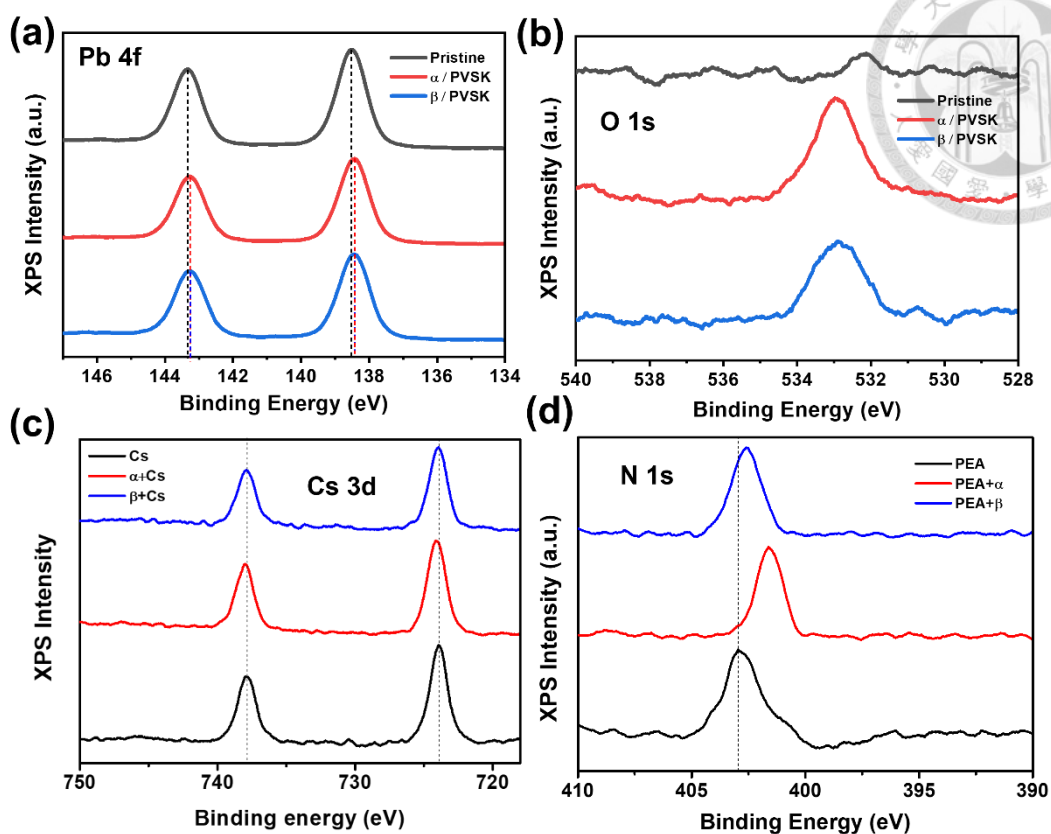 (a)
Pb 4f
Pristine
α / PVSK
β / PVSK
XPS Intensity (a.u.)
146 144 142 140 138 136 134
Binding Energy (eV)
(b)
O 1s
Pristine
α / PVSK
β / PVSK
XPS Intensity (a.u.)
540 538 536 534 532 530 528
Binding Energy (eV)
(c)
Cs 3d
Cs
α+Cs
β+Cs
XPS Intensity
750 740 730 720
Binding energy (eV)
(d)
N 1s
PEA
PEA+α
PEA+β
XPS Intensity (a.u.)
410 405 400 395 390
Binding Energy (eV)